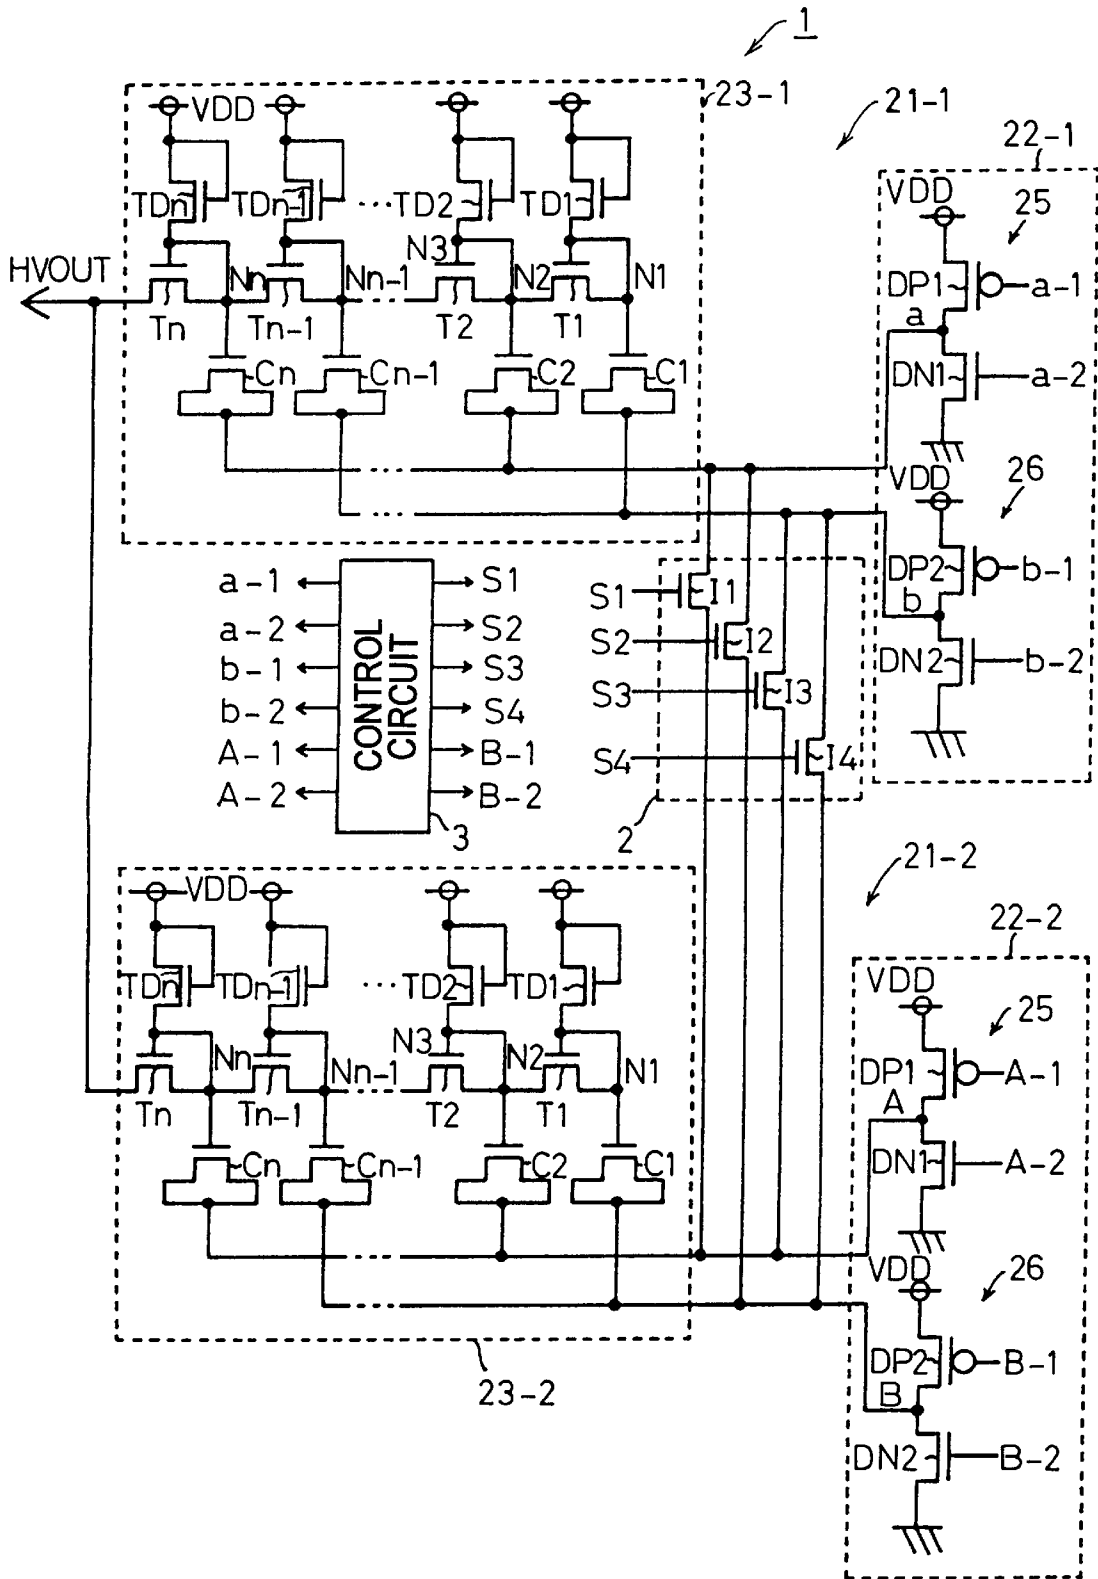 1
23-1
21-1
22-1
VDD
TDn TDn-1 ... TD2 TD1
HVOUT
Nn Nn-1 N3 N2 N1
Tn Tn-1 T2 T1
Cn Cn-1 C2 C1
...
...
VDD
25
DP1
a-1
a
DN1
a-2
VDD
26
DP2
b-1
b
DN2
b-2
a-1
a-2
b-1
b-2
A-1
A-2
CONTROL
CIRCUIT
S1
S2
S3
S4
B-1
B-2
3
S1 I1
S2 I2
S3 I3
S4 I4
2
21-2
22-2
VDD
TDn TDn-1 ... TD2 TD1
Nn Nn-1 N3 N2 N1
Tn Tn-1 T2 T1
Cn Cn-1 C2 C1
...
...
23-2
VDD
25
DP1
A-1
A
DN1
A-2
VDD
26
DP2
B-1
B
DN2
B-2